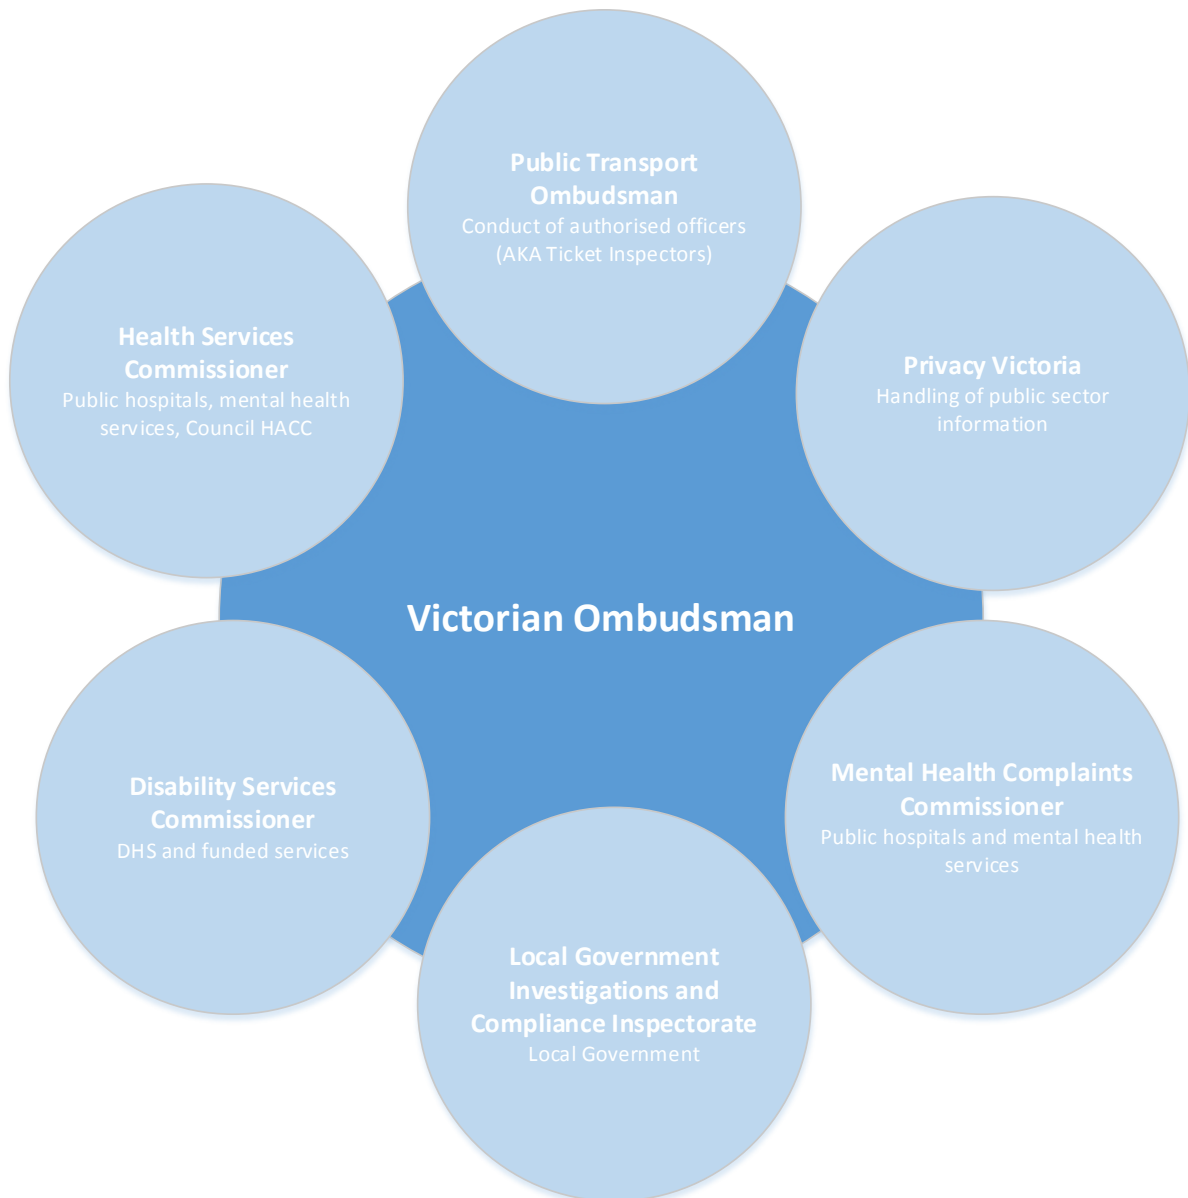 Public Transport
Ombudsman
Conduct of authorised officers
(AKA Ticket Inspectors)
Health Services
Commissioner
Public hospitals, mental health
services, Council HACC
Privacy Victoria
Handling of public sector
information
Victorian Ombudsman
Disability Services
Commissioner
DHS and funded services
Mental Health Complaints
Commissioner
Public hospitals and mental health
services
Local Government
Investigations and
Compliance Inspectorate
Local Government